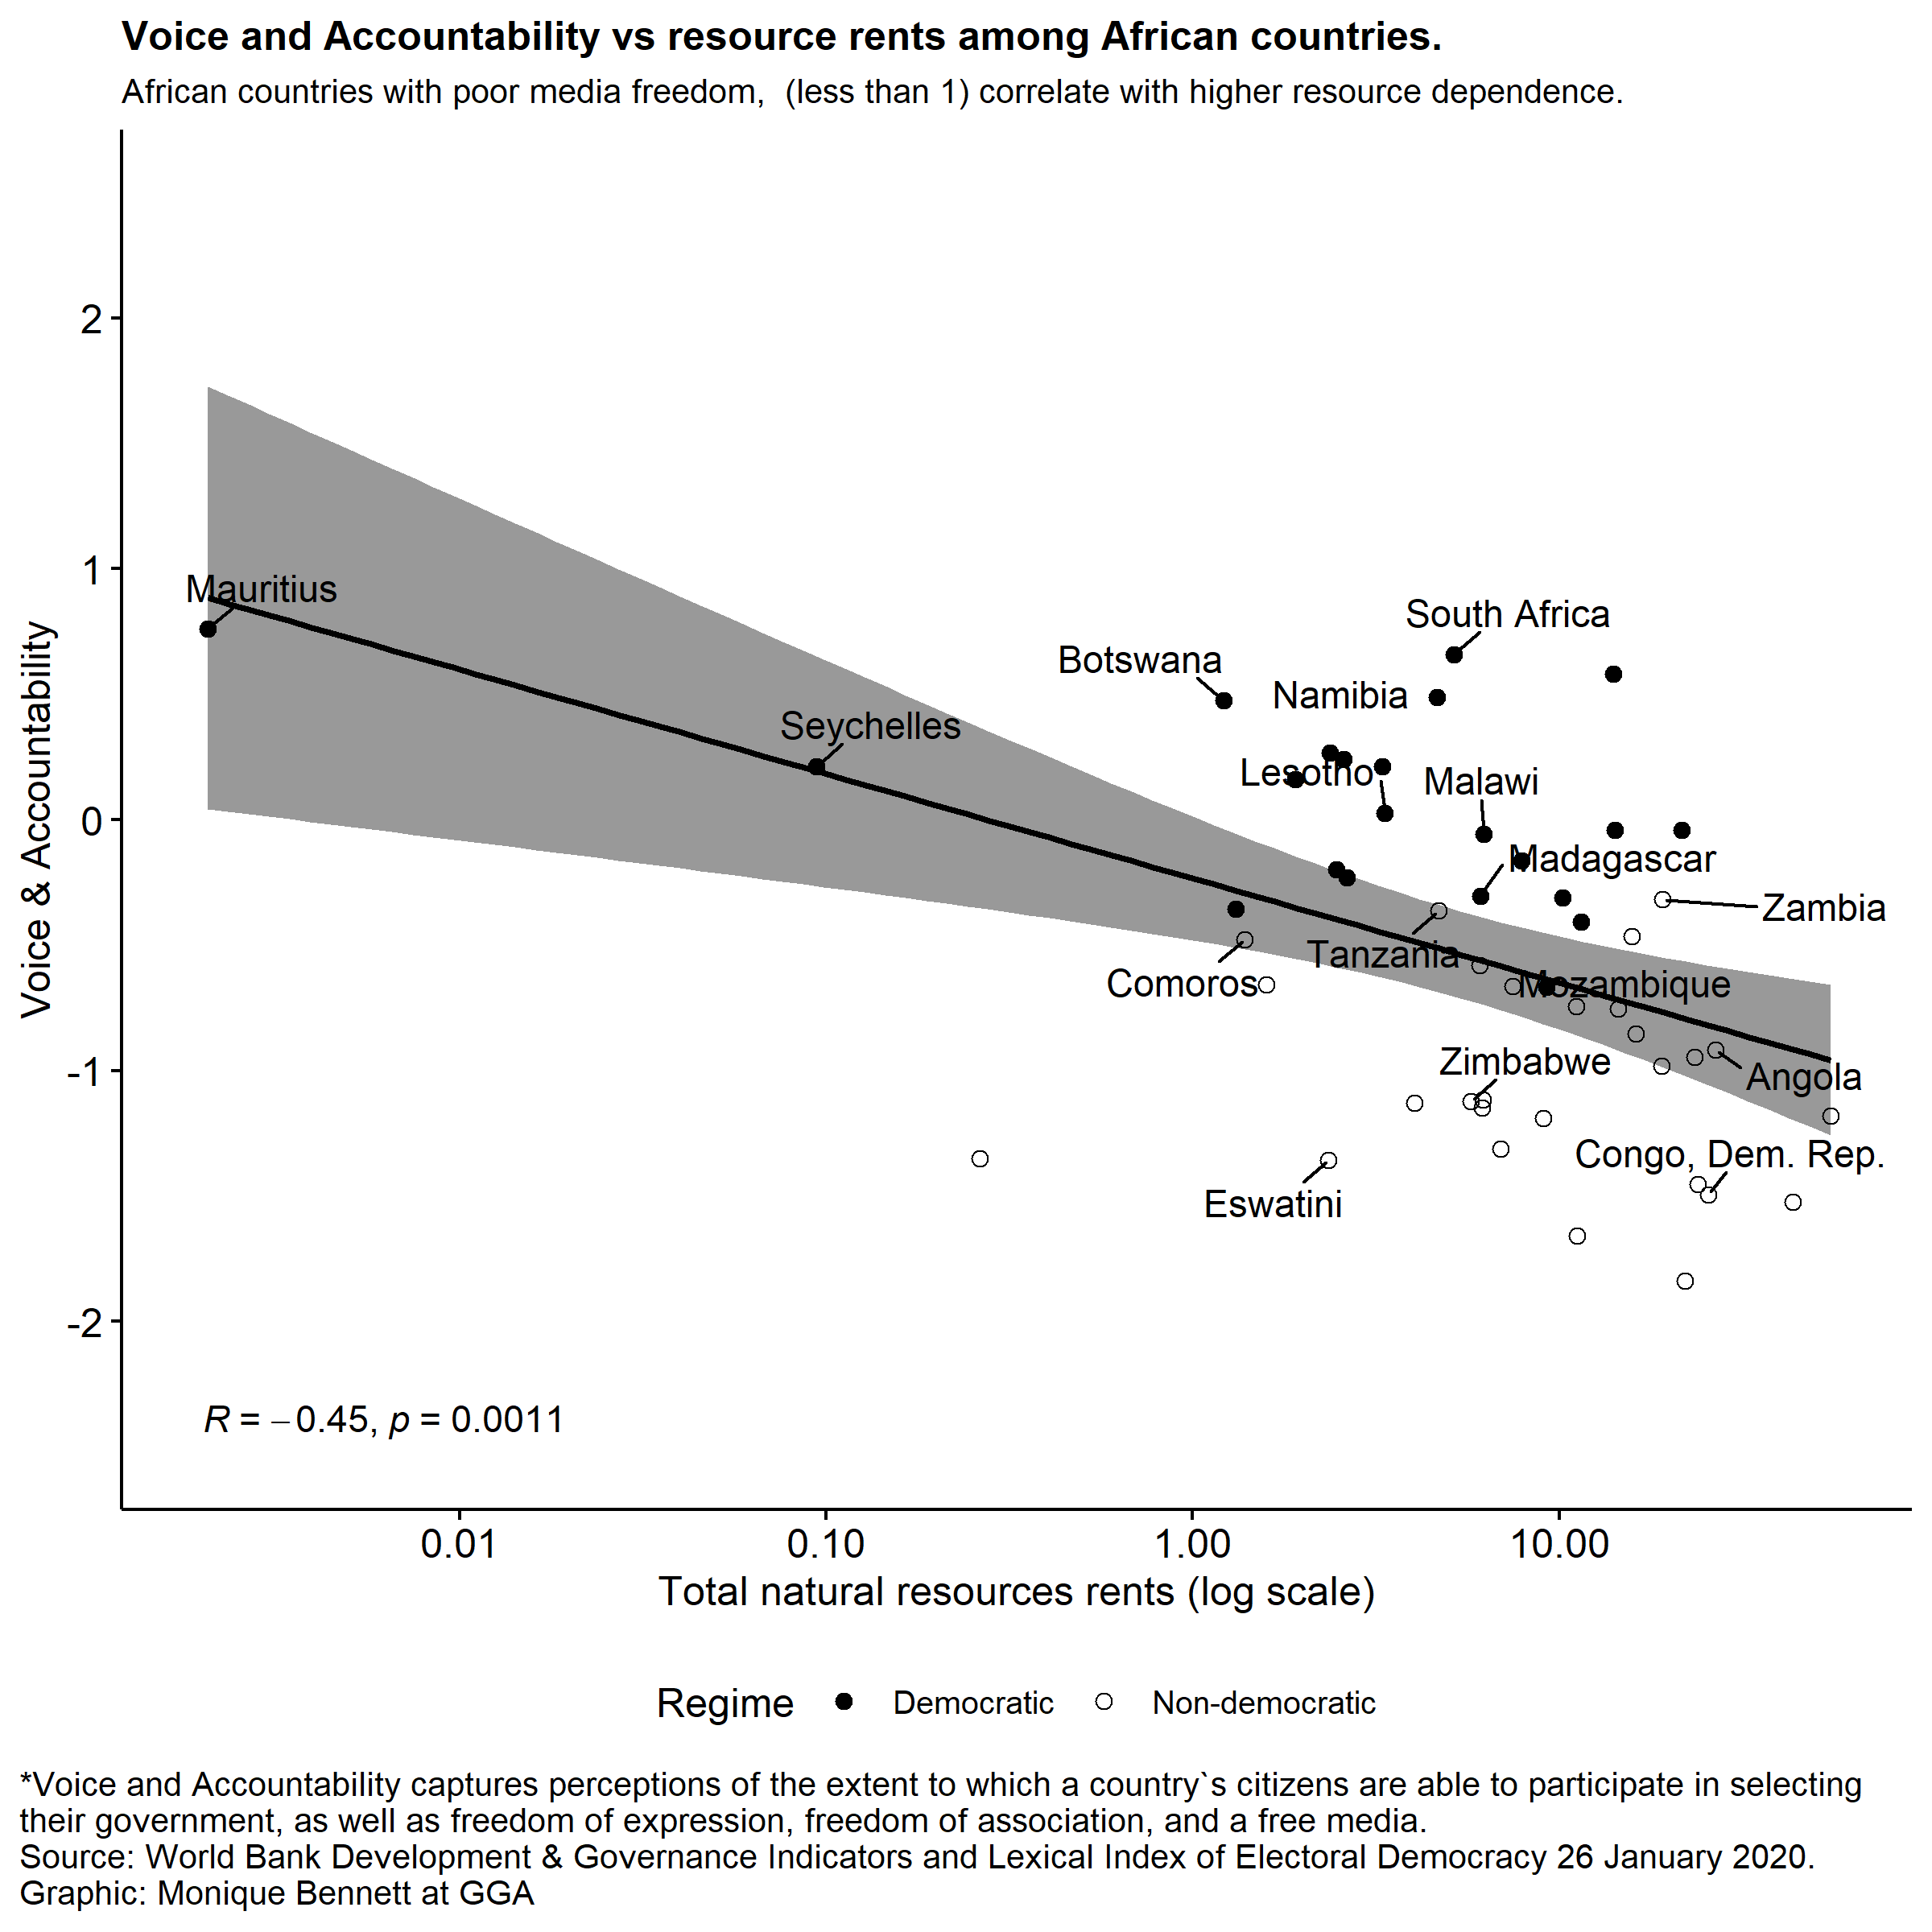 Voice and Accountability vs resource rents among African countries.
African countries with poor media freedom,  (less than 1) correlate with higher resource dependence.
Voice & Accountability
2
1
0
-1
-2
Mauritius
South Africa
Botswana
Namibia
Seychelles
Lesotho
Malawi
Madagascar
Zambia
Tanzania
Comoros
Mozambique
Zimbabwe
Angola
Congo, Dem. Rep.
Eswatini
R = −0.45, p = 0.0011
0.01 0.10 1.00 10.00
Total natural resources rents (log scale)
Regime Democratic Non-democratic
*Voice and Accountability captures perceptions of the extent to which a country`s citizens are able to participate in selecting
their government, as well as freedom of expression, freedom of association, and a free media.
Source: World Bank Development & Governance Indicators and Lexical Index of Electoral Democracy 26 January 2020.
Graphic: Monique Bennett at GGA